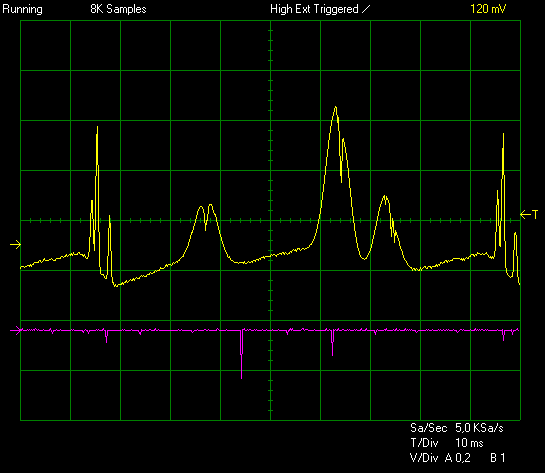 Running 8K Samples High Ext Triggered / 120 mV
T
Sa/Sec 5,0 KSa/s
T/Div 10 ms
V/Div A 0,2 B 1